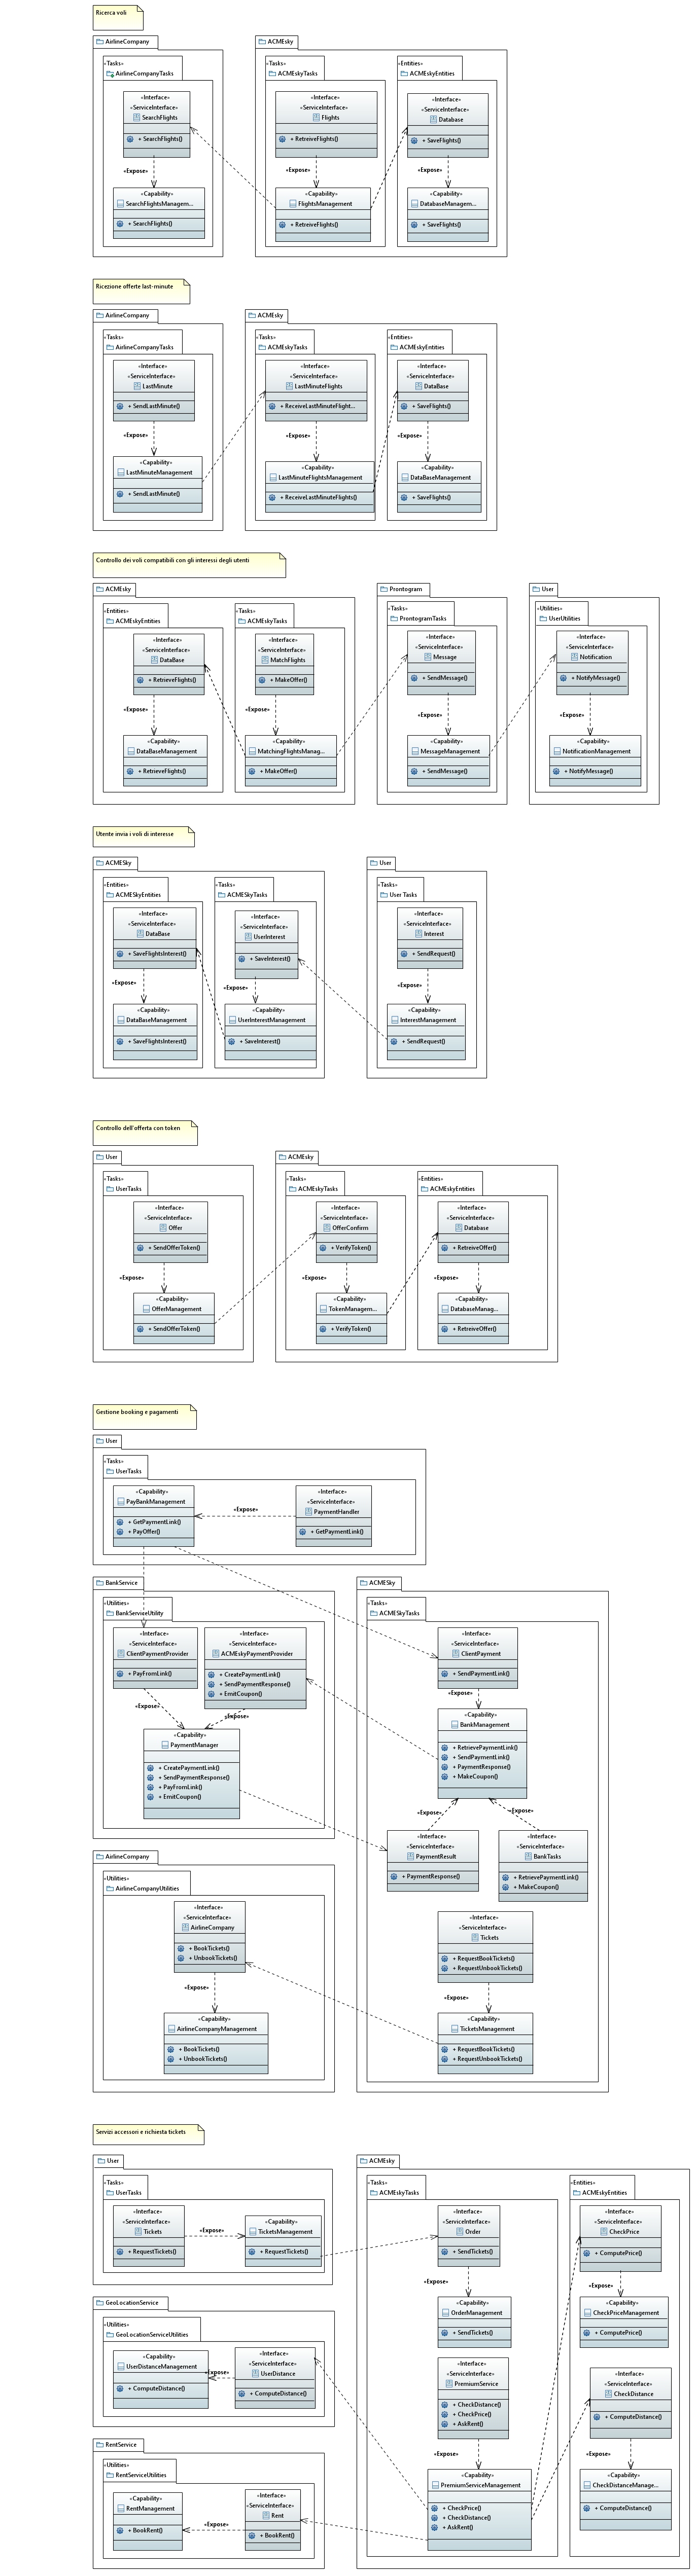 Ricerca voli
AirlineCompany
«Tasks»
AirlineCompanyTasks
«Interface»
«ServiceInterface»
SearchFlights
+ SearchFlights()
«Expose»
«Capability»
SearchFlightsManagem...
+ SearchFlights()
ACMEsky
«Tasks»
ACMEskyTasks
«Interface»
«ServiceInterface»
Flights
+ RetreiveFlights()
«Expose»
«Capability»
FlightsManagement
+ RetreiveFlights()
«Entities»
ACMEskyEntities
«Interface»
«ServiceInterface»
Database
+ SaveFlights()
«Expose»
«Capability»
DatabaseManagem...
+ SaveFlights()
Ricezione offerte last-minute
AirlineCompany
«Tasks»
AirlineCompanyTasks
«Interface»
«ServiceInterface»
LastMinute
+ SendLastMinute()
«Expose»
«Capability»
LastMinuteManagement
+ SendLastMinute()
ACMEsky
«Tasks»
ACMEskyTasks
«Interface»
«ServiceInterface»
LastMinuteFlights
+ ReceiveLastMinuteFlight...
«Expose»
«Capability»
LastMinuteFlightsManagement
+ ReceiveLastMinuteFlights()
«Entities»
ACMEskyEntities
«Interface»
«ServiceInterface»
DataBase
+ SaveFlights()
«Expose»
«Capability»
DataBaseManagement
+ SaveFlights()
Controllo dei voli compatibili con gli interessi degli utenti
ACMEsky
«Entities»
ACMEskyEntities
«Interface»
«ServiceInterface»
DataBase
+ RetrieveFlights()
«Expose»
«Capability»
DataBaseManagement
+ RetrieveFlights()
«Tasks»
ACMEskyTasks
«Interface»
«ServiceInterface»
MatchFlights
+ MakeOffer()
«Expose»
«Capability»
MatchingFlightsManag...
+ MakeOffer()
Prontogram
«Tasks»
ProntogramTasks
«Interface»
«ServiceInterface»
Message
+ SendMessage()
«Expose»
«Capability»
MessageManagement
+ SendMessage()
User
«Utilities»
UserUtilities
«Interface»
«ServiceInterface»
Notification
+ NotifyMessage()
«Expose»
«Capability»
NotificationManagement
+ NotifyMessage()
Utente invia i voli di interesse
ACMESky
«Entities»
ACMESkyEntities
«Interface»
«ServiceInterface»
DataBase
+ SaveFlightsInterest()
«Expose»
«Capability»
DataBaseManagement
+ SaveFlightsInterest()
«Tasks»
ACMESkyTasks
«Interface»
«ServiceInterface»
UserInterest
+ SaveInterest()
«Expose»
«Capability»
UserInterestManagement
+ SaveInterest()
User
«Tasks»
User Tasks
«Interface»
«ServiceInterface»
Interest
+ SendRequest()
«Expose»
«Capability»
InterestManagement
+ SendRequest()
Controllo dell'offerta con token
User
«Tasks»
UserTasks
«Interface»
«ServiceInterface»
Offer
+ SendOfferToken()
«Expose»
«Capability»
OfferManagement
+ SendOfferToken()
ACMEsky
«Tasks»
ACMEskyTasks
«Interface»
«ServiceInterface»
OfferConfirm
+ VerifyToken()
«Expose»
«Capability»
TokenManagem...
+ VerifyToken()
«Entities»
ACMEskyEntities
«Interface»
«ServiceInterface»
Database
+ RetreiveOffer()
«Expose»
«Capability»
DatabaseManag...
+ RetreiveOffer()
Gestione booking e pagamenti
User
«Tasks»
UserTasks
«Capability»
PayBankManagement
+ GetPaymentLink()
+ PayOffer()
«Expose»
«Interface»
«ServiceInterface»
PaymentHandler
+ GetPaymentLink()
BankService
«Utilities»
BankServiceUtility
«Interface»
«ServiceInterface»
ClientPaymentProvider
+ PayFromLink()
«Expose»
«Interface»
«ServiceInterface»
ACMEskyPaymentProvider
+ CreatePaymentLink()
+ SendPaymentResponse()
+ EmitCoupon()
«Expose»
«Capability»
PaymentManager
+ CreatePaymentLink()
+ SendPaymentResponse()
+ PayFromLink()
+ EmitCoupon()
ACMESky
«Tasks»
ACMESkyTasks
«Interface»
«ServiceInterface»
ClientPayment
+ SendPaymentLink()
«Expose»
«Capability»
BankManagement
+ RetrievePaymentLink()
+ SendPaymentLink()
+ PaymentResponse()
+ MakeCoupon()
«Expose»
«Expose»
«Interface»
«ServiceInterface»
PaymentResult
+ PaymentResponse()
«Interface»
«ServiceInterface»
BankTasks
+ RetrievePaymentLink()
+ MakeCoupon()
«Interface»
«ServiceInterface»
Tickets
+ RequestBookTickets()
+ RequestUnbookTickets()
«Expose»
«Capability»
TicketsManagement
+ RequestBookTickets()
+ RequestUnbookTickets()
AirlineCompany
«Utilities»
AirlineCompanyUtilities
«Interface»
«ServiceInterface»
AirlineCompany
+ BookTickets()
+ UnbookTickets()
«Expose»
«Capability»
AirlineCompanyManagement
+ BookTickets()
+ UnbookTickets()
Servizi accessori e richiesta tickets
User
«Tasks»
UserTasks
«Interface»
«ServiceInterface»
Tickets
+ RequestTickets()
«Expose»
«Capability»
TicketsManagement
+ RequestTickets()
GeoLocationService
«Utilities»
GeoLocationServiceUtilities
«Capability»
UserDistanceManagement
+ ComputeDistance()
«Expose»
«Interface»
«ServiceInterface»
UserDistance
+ ComputeDistance()
RentService
«Utilities»
RentServiceUtilities
«Capability»
RentManagement
+ BookRent()
«Expose»
«Interface»
«ServiceInterface»
Rent
+ BookRent()
ACMEsky
«Tasks»
ACMEskyTasks
«Interface»
«ServiceInterface»
Order
+ SendTickets()
«Expose»
«Capability»
OrderManagement
+ SendTickets()
«Interface»
«ServiceInterface»
PremiumService
+ CheckDistance()
+ CheckPrice()
+ AskRent()
«Expose»
«Capability»
PremiumServiceManagement
+ CheckPrice()
+ CheckDistance()
+ AskRent()
«Entities»
ACMEskyEntities
«Interface»
«ServiceInterface»
CheckPrice
+ ComputePrice()
«Expose»
«Capability»
CheckPriceManagement
+ ComputePrice()
«Interface»
«ServiceInterface»
CheckDistance
+ ComputeDistance()
«Expose»
«Capability»
CheckDistanceManage...
+ ComputeDistance()